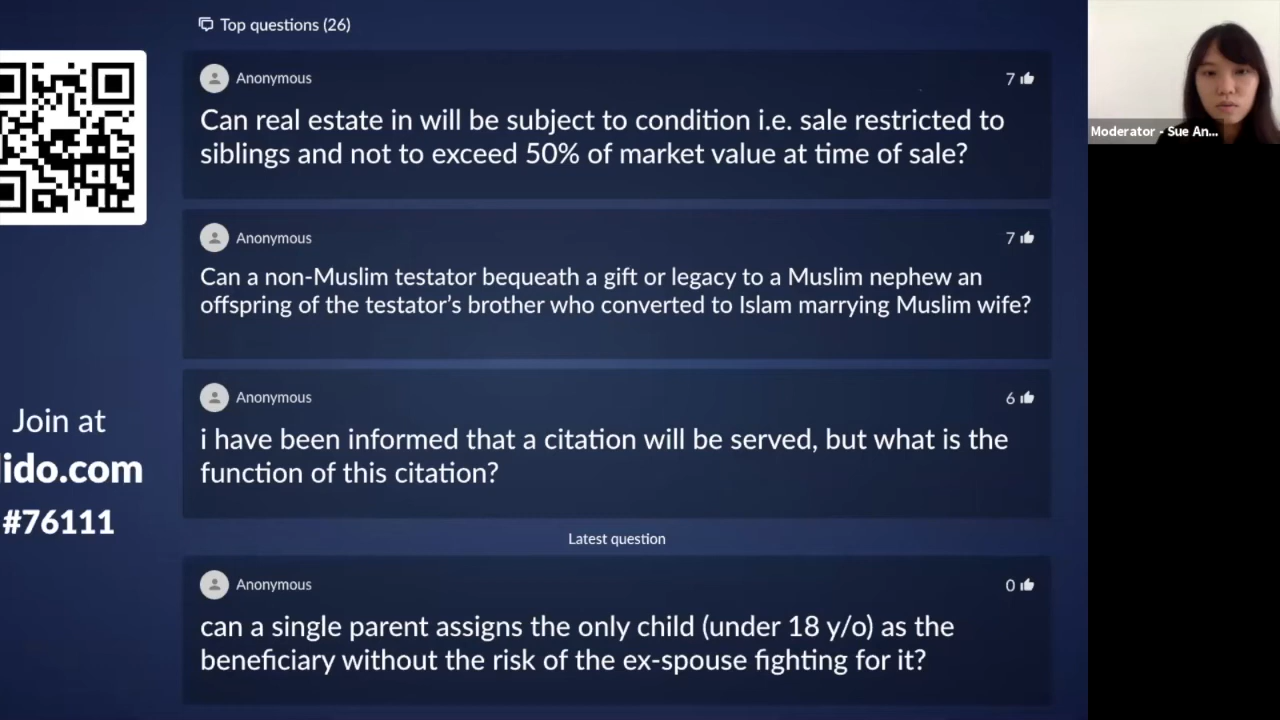 Top questions (26)
Anonymous
7
Can real estate in will be subject to condition i.e. sale restricted to
siblings and not to exceed 50% of market value at time of sale?
Anonymous
7
Can a non-Muslim testator bequeath a gift or legacy to a Muslim nephew an
offspring of the testator's brother who converted to Islam marrying Muslim wife?
Anonymous
6
i have been informed that a citation will be served, but what is the
function of this citation?
Latest question
Anonymous
0
can a single parent assigns the only child (under 18 y/o) as the
beneficiary without the risk of the ex-spouse fighting for it?
Join at
lido.com
#76111
Moderator - Sue An...